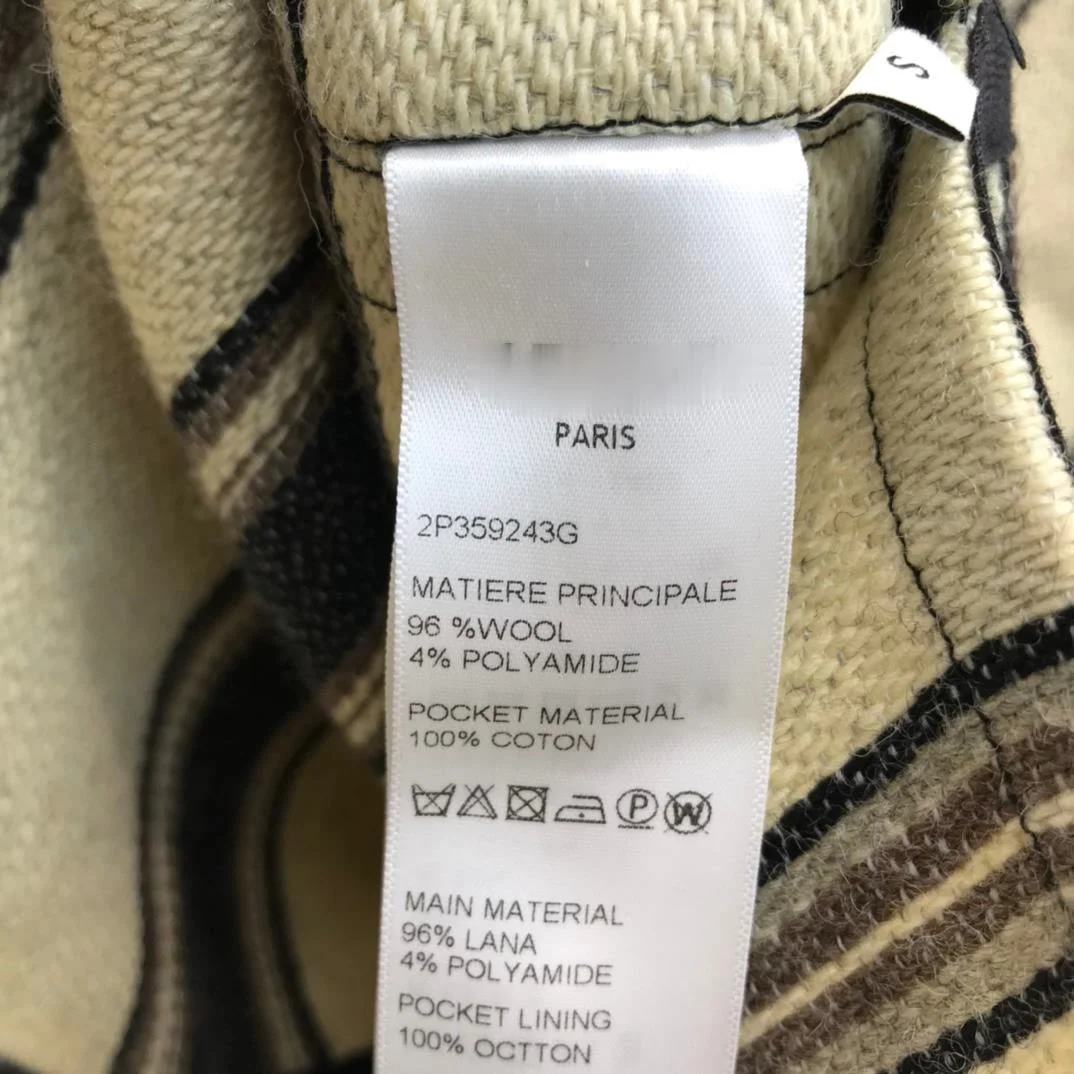 S
PARIS
2P359243G
MATIERE PRINCIPALE
96 %WOOL
4% POLYAMIDE
POCKET MATERIAL
100% COTON
P W
MAIN MATERIAL
96% LANA
4% POLYAMIDE
POCKET LINING
100% OCTTON